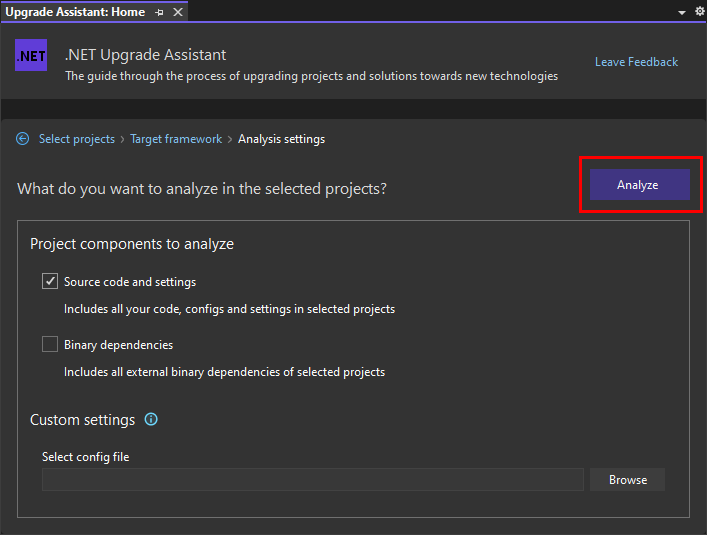 Upgrade Assistant: Home
.NET
.NET Upgrade Assistant
The guide through the process of upgrading projects and solutions towards new technologies
Leave Feedback
Select projects > Target framework > Analysis settings
What do you want to analyze in the selected projects?
Analyze
Project components to analyze
Source code and settings
Includes all your code, configs and settings in selected projects
Binary dependencies
Includes all external binary dependencies of selected projects
Custom settings
Select config file
Browse